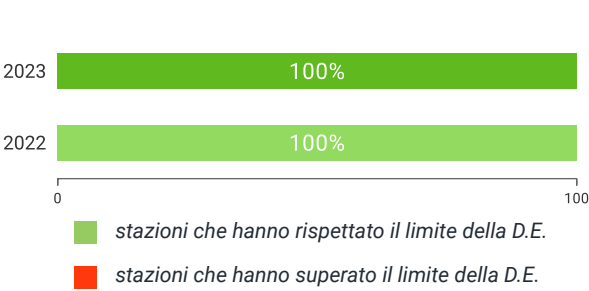 2023 100%
2022 100%
0 100
stazioni che hanno rispettato il limite della D.E.
stazioni che hanno superato il limite della D.E.